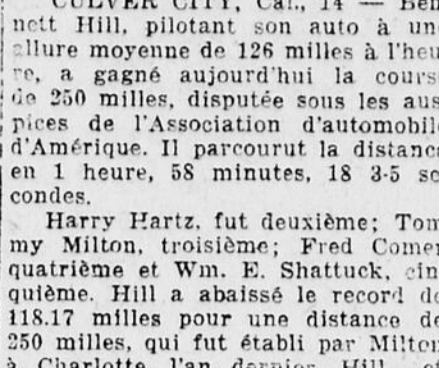 CULVER CITY, Cal., 14 — Ben
nett Hill, pilotant son auto à un
allure moyenne de 126 milles à l'heu
re, a gagné aujourd'hui la cours
de 250 milles, disputée sous les aus
pices de l'Association d'automobil
d'Amérique. Il parcourut la distanc
en 1 heure, 58 minutes, 18 3-5 se
condes.
Harry Hartz, fut deuxième; Tom
my Milton, troisième; Fred Comer
quatrième et Wm. E. Shattuck, cin
quième. Hill a abaissé le record de
118.17 milles pour une distance de
250 milles, qui fut établi par Milton
à Charlotte l'an dernier. Hill